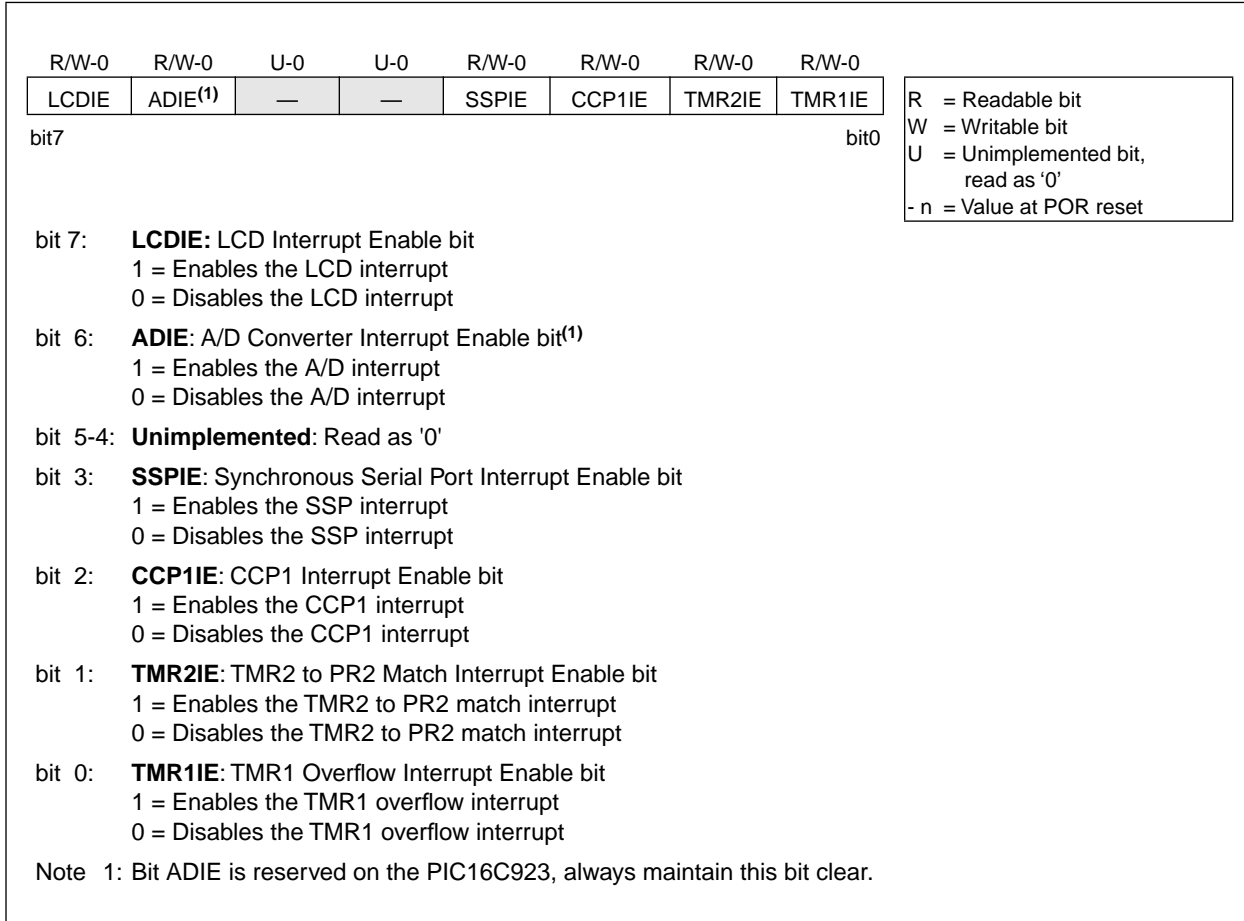 R/W-0 R/W-0 U-0 U-0 R/W-0 R/W-0 R/W-0 R/W-0
LCDIE ADIE(1) — — SSPIE CCP1IE TMR2IE TMR1IE
bit7 bit0
R = Readable bit
W = Writable bit
U = Unimplemented bit,
read as ‘0’
- n = Value at POR reset
bit 7: LCDIE: LCD Interrupt Enable bit
1 = Enables the LCD interrupt
0 = Disables the LCD interrupt
bit 6: ADIE: A/D Converter Interrupt Enable bit(1)
1 = Enables the A/D interrupt
0 = Disables the A/D interrupt
bit 5-4: Unimplemented: Read as '0'
bit 3: SSPIE: Synchronous Serial Port Interrupt Enable bit
1 = Enables the SSP interrupt
0 = Disables the SSP interrupt
bit 2: CCP1IE: CCP1 Interrupt Enable bit
1 = Enables the CCP1 interrupt
0 = Disables the CCP1 interrupt
bit 1: TMR2IE: TMR2 to PR2 Match Interrupt Enable bit
1 = Enables the TMR2 to PR2 match interrupt
0 = Disables the TMR2 to PR2 match interrupt
bit 0: TMR1IE: TMR1 Overflow Interrupt Enable bit
1 = Enables the TMR1 overflow interrupt
0 = Disables the TMR1 overflow interrupt
Note 1: Bit ADIE is reserved on the PIC16C923, always maintain this bit clear.